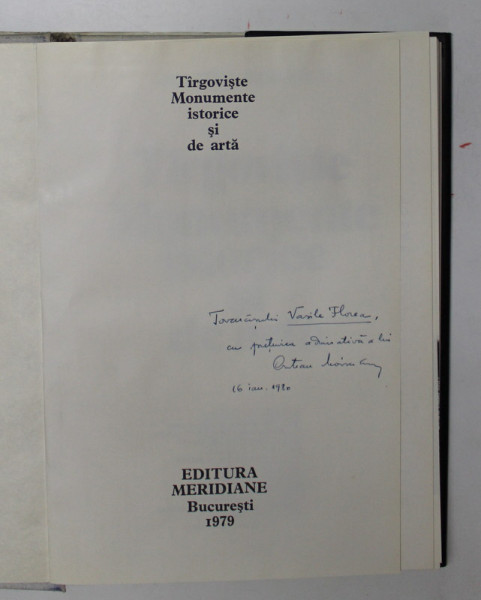 Tîrgoviște
Monumente
istorice
și
de artă
Tovarășului Vasile Florea,
cu prețuirea admirativă a lui
16 ian. 1980
EDITURA
MERIDIANE
București
1979